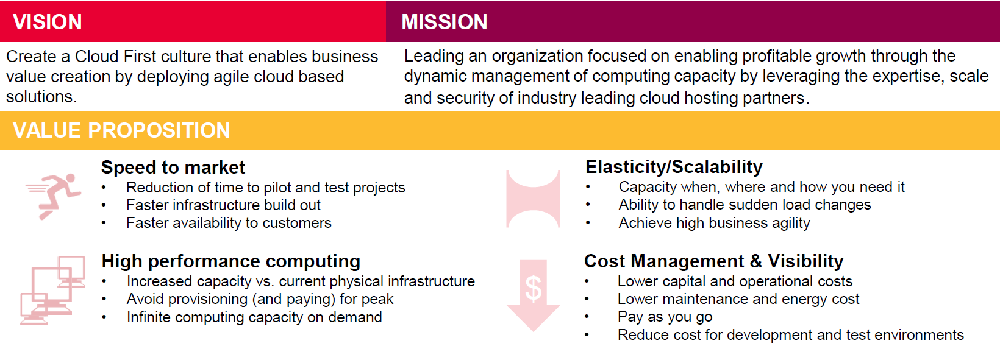 VISION
Create a Cloud First culture that enables business
value creation by deploying agile cloud based
solutions.
MISSION
Leading an organization focused on enabling profitable growth through the
dynamic management of computing capacity by leveraging the expertise, scale
and security of industry leading cloud hosting partners.
VALUE PROPOSITION
Speed to market
• Reduction of time to pilot and test projects
• Faster infrastructure build out
• Faster availability to customers
Elasticity/Scalability
• Capacity when, where and how you need it
• Ability to handle sudden load changes
• Achieve high business agility
High performance computing
• Increased capacity vs. current physical infrastructure
• Avoid provisioning (and paying) for peak
• Infinite computing capacity on demand
$
Cost Management & Visibility
• Lower capital and operational costs
• Lower maintenance and energy cost
• Pay as you go
• Reduce cost for development and test environments